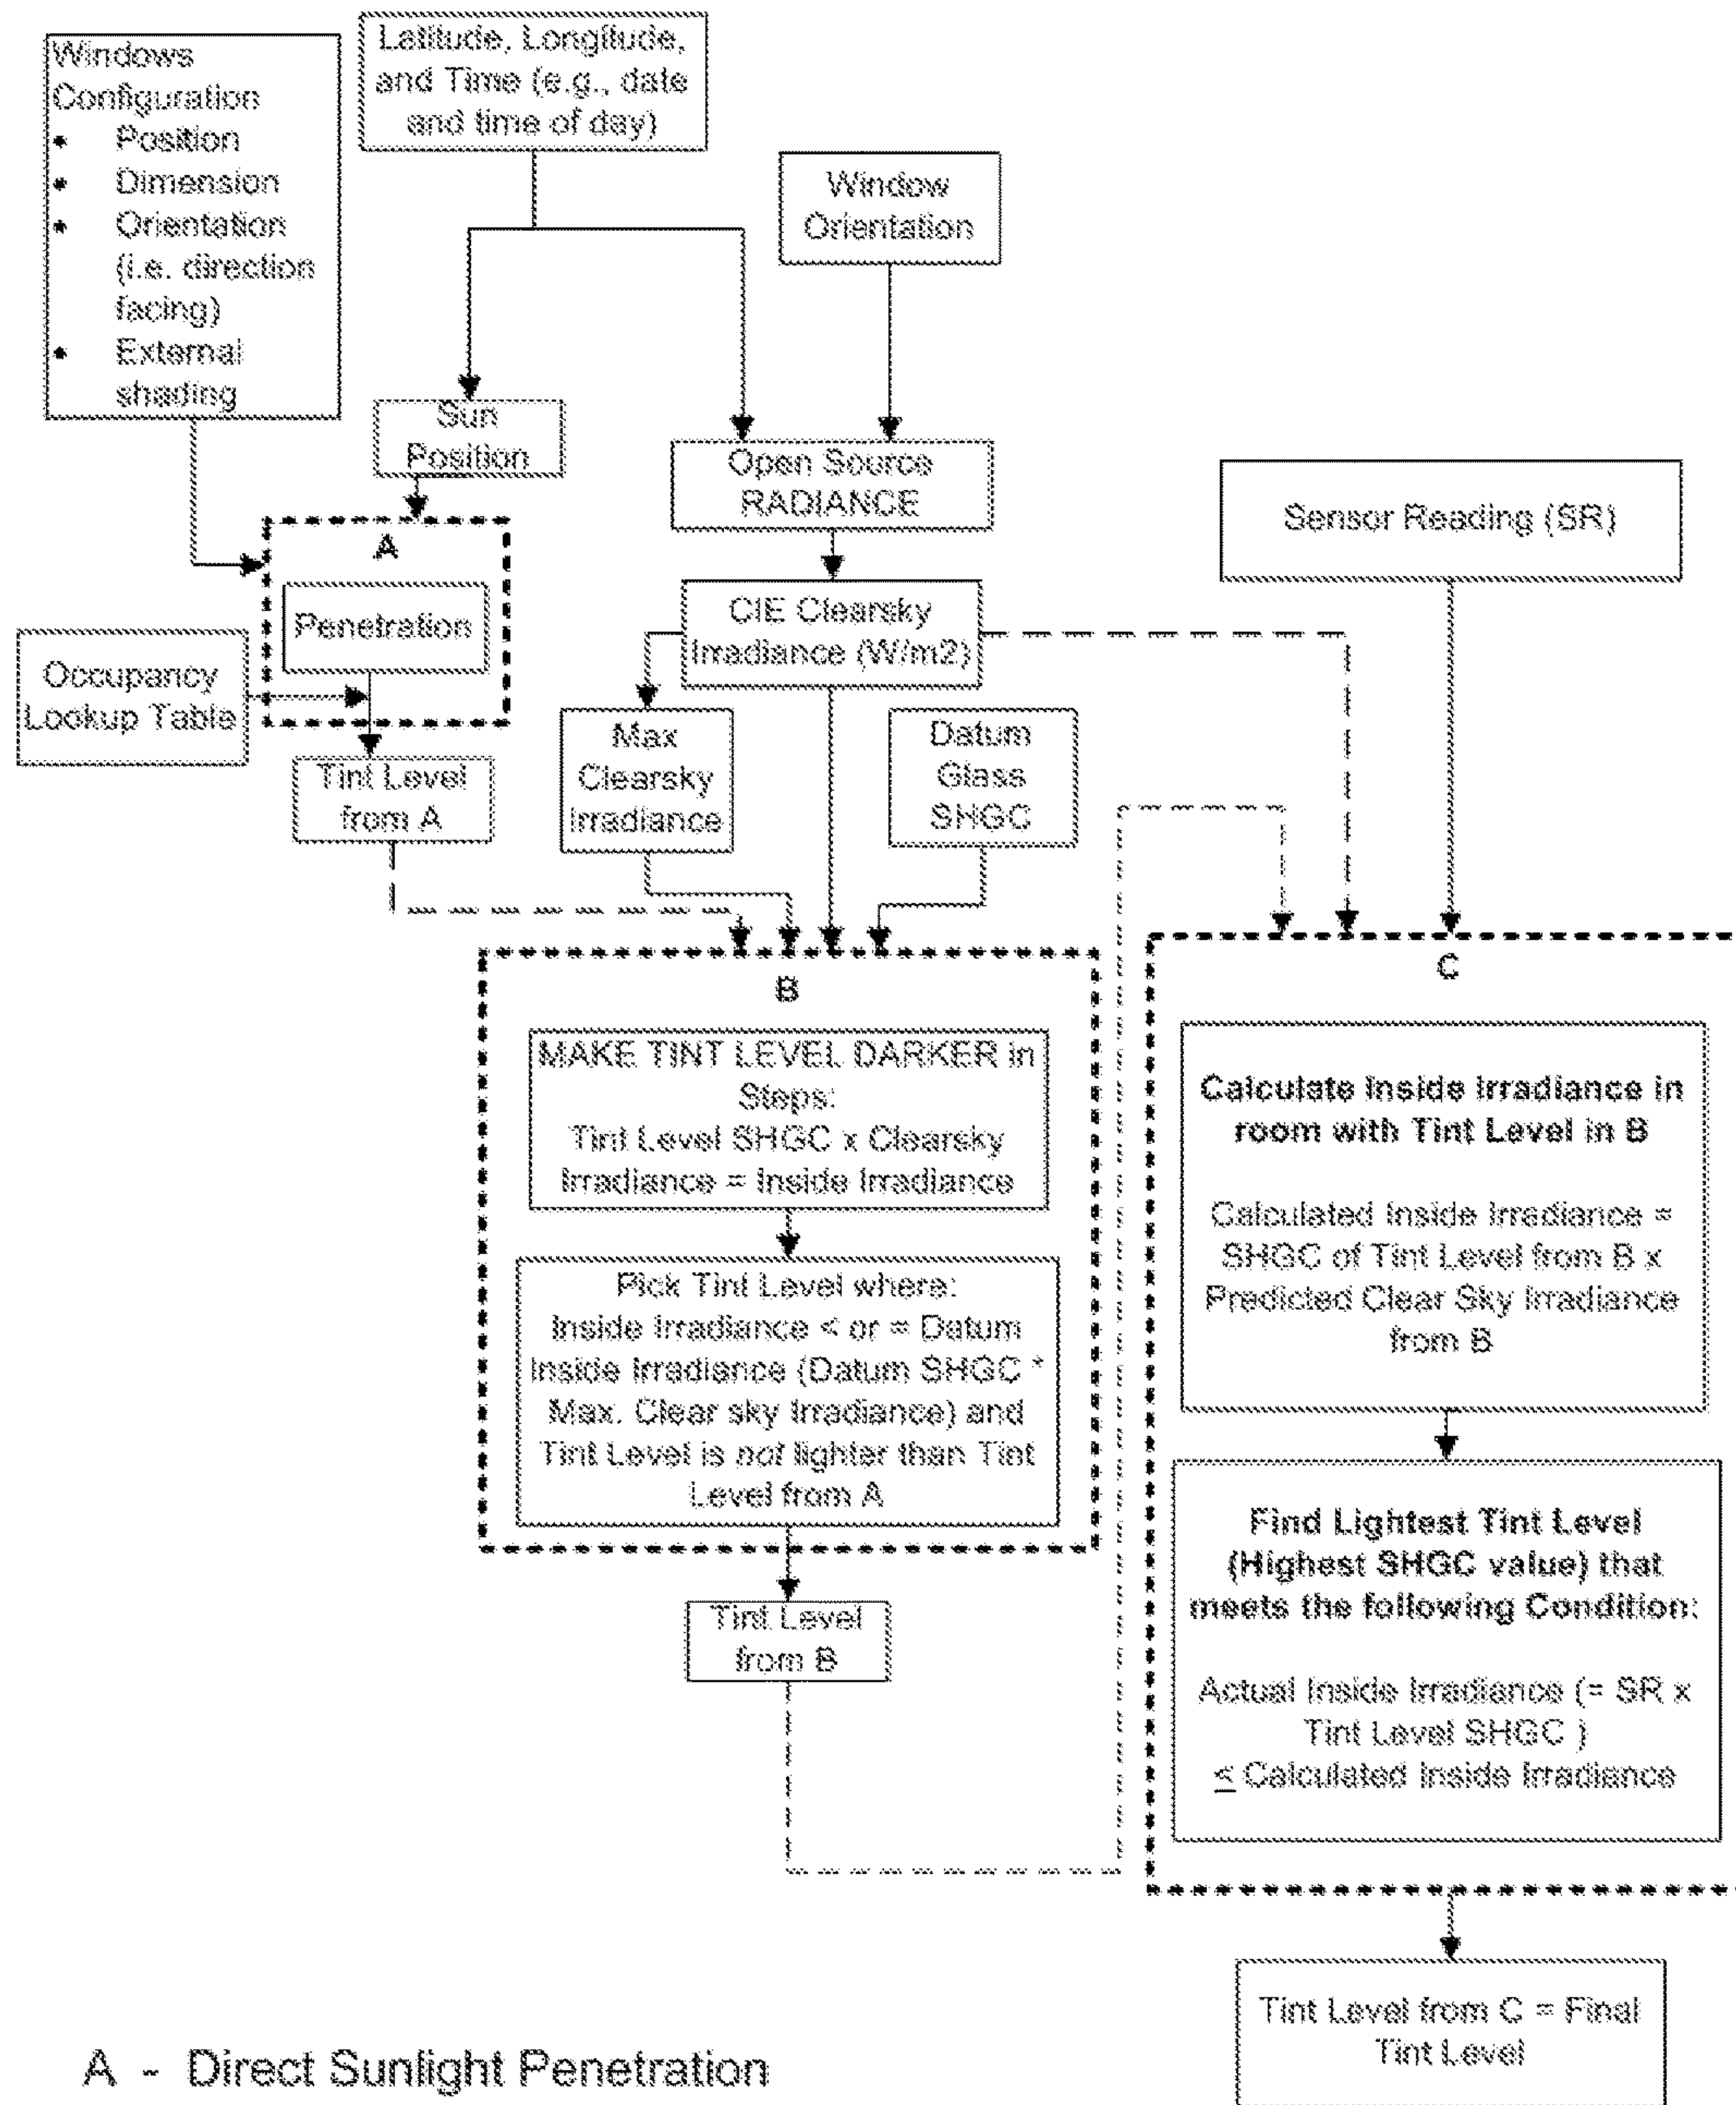 Windows
Configuration
• Position
• Dimension
• Orientation
(i.e. direction
facing)
• External
shading
Latitude, Longitude,
and Time (e.g., date
and time of day)
Window
Orientation
Sun
Position
Open Source
RADIANCE
Sensor Reading (SR)
A
Penetration
Occupancy
Lookup Table
Tint Level
from A
CIE Clearsky
Irradiance (W/m2)
Max
Clearsky
Irradiance
Datum
Glass
SHGC
B
MAKE TINT LEVEL DARKER in
Steps:
Tint Level SHGC x Clearsky
Irradiance = Inside Irradiance
Pick Tint Level where:
Inside Irradiance < or = Datum
Inside Irradiance (Datum SHGC *
Max. Clear sky Irradiance) and
Tint Level is not lighter than Tint
Level from A
Tint Level
from B
C
Calculate Inside Irradiance in
room with Tint Level in B
Calculated Inside Irradiance =
SHGC of Tint Level from B x
Predicted Clear Sky Irradiance
from B
Find Lightest Tint Level
(Highest SHGC value) that
meets the following Condition:
Actual Inside Irradiance (= SR x
Tint Level SHGC )
≤ Calculated Inside Irradiance
Tint Level from C = Final
Tint Level
A - Direct Sunlight Penetration